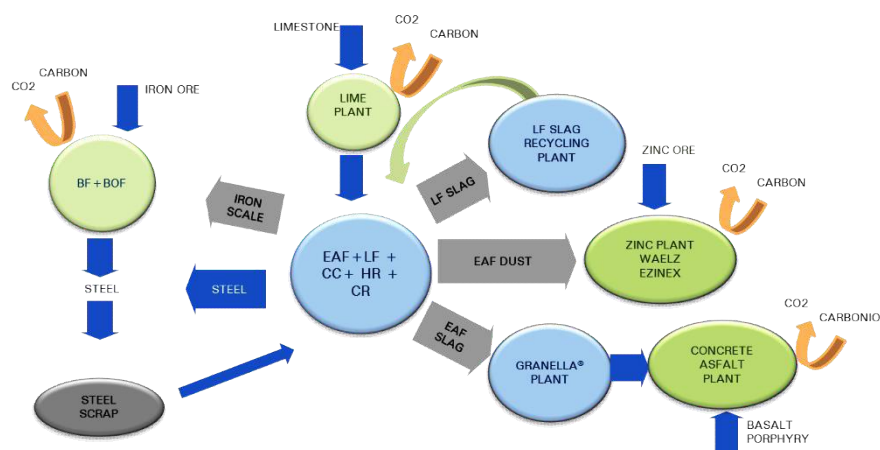 CO2
CARBON
LIMESTONE
CO2
CARBON
IRON ORE
LIME
PLANT
LF SLAG
RECYCLING
PLANT
ZINC ORE
CO2
CARBON
BF+BOF
IRON
SCALE
LF SLAG
ZINC PLANT
WAELZ
EZINEX
EAF DUST
EAF + LF +
CC + HR +
CR
STEEL
STEEL
EAF
SLAG
CO2
CARBONIO
GRANELLA®
PLANT
CONCRETE
ASFALT
PLANT
STEEL
SCRAP
BASALT
PORPHYRY